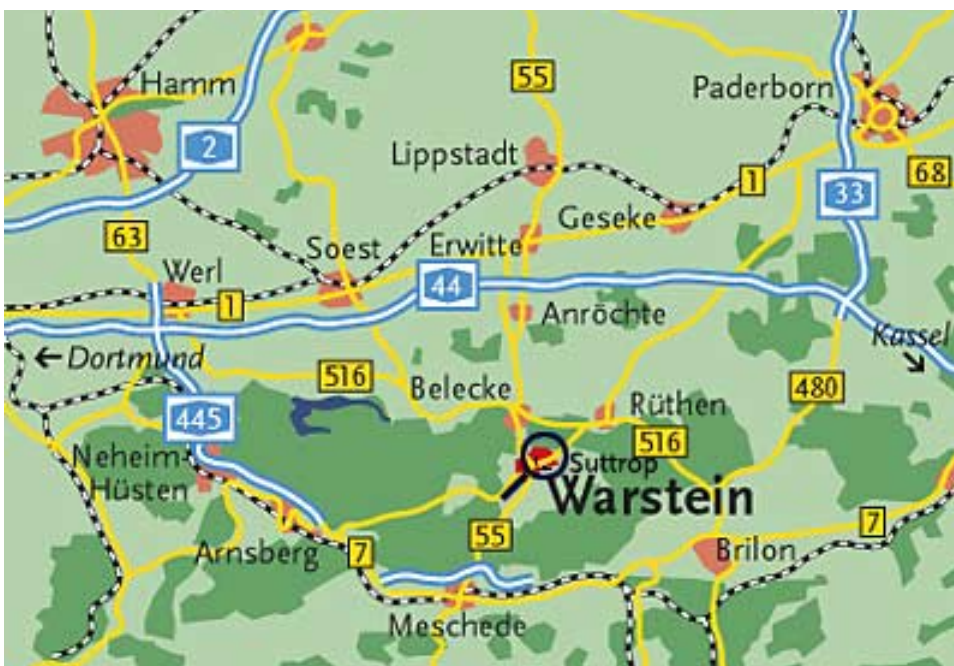 Hamm
55
Paderborn
2
Lippstadt
1
33
68
63
Geseke
Soest
Erwitte
Werl
44
1
Anröchte
← Dortmund
Kassel
516
Belecke
480
445
Rüthen
516
Neheim-
Hüsten
Suttrop
Warstein
Arnsberg
7
55
7
Brilon
Meschede